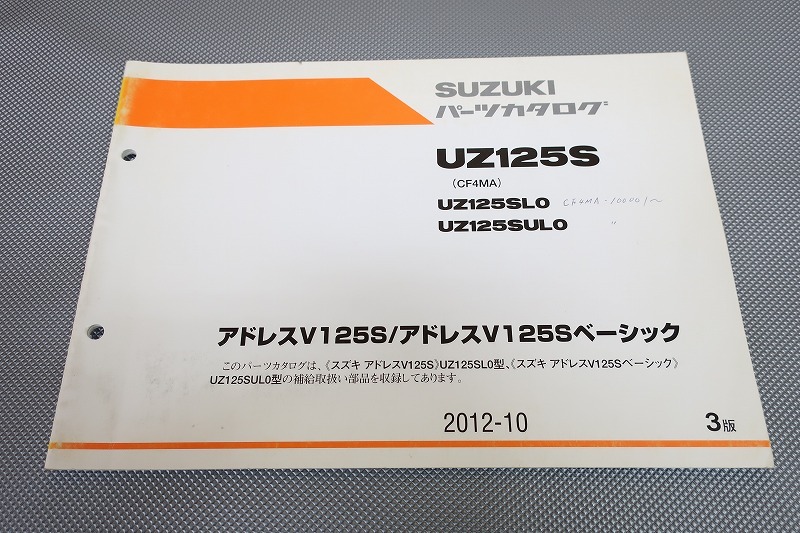 SUZUKI
パーツカタログ
UZ125S
(CF4MA)
UZ125SL0 CF4MA-100001〜
UZ125SUL0 〃
アドレスV125S/アドレスV125Sベーシック
このパーツカタログは、《スズキ アドレスV125S》UZ125SL0型、《スズキ アドレスV125Sベーシック》
UZ125SUL0型の補給取扱い部品を収録してあります。
2012-10 3版